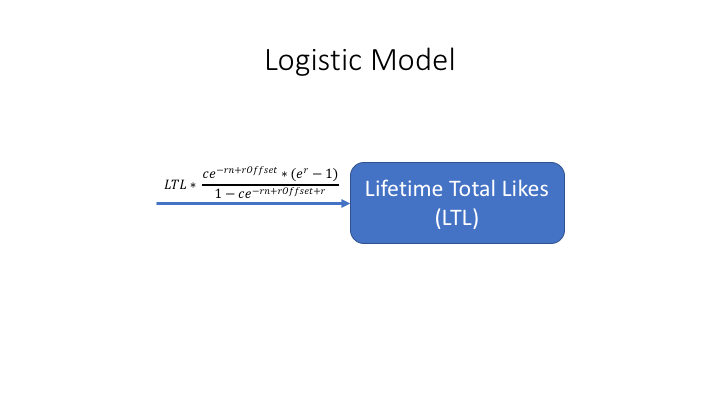 Logistic Model
LTL * ce^{-rn+rOffset} * (e^r − 1)
1 − ce^{-rn+rOffset+r}
Lifetime Total Likes
(LTL)